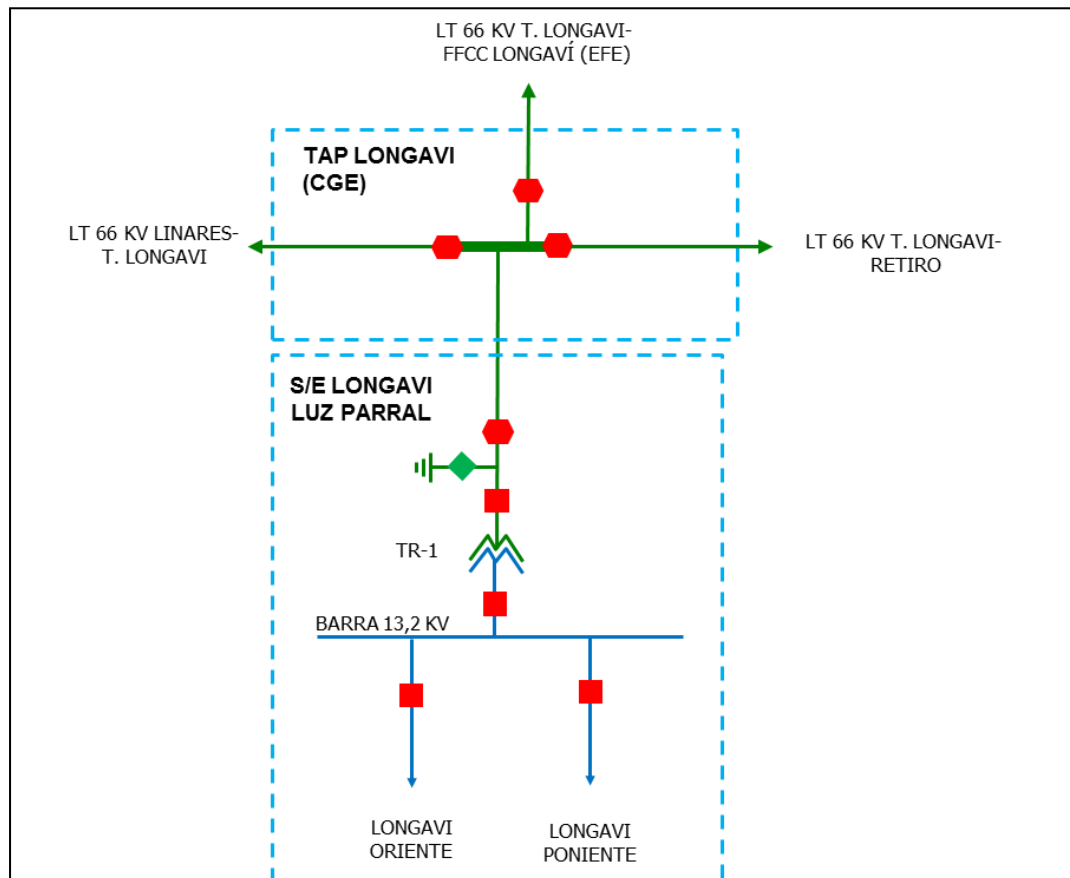 LT 66 KV T. LONGAVI-
FFCC LONGAVÍ (EFE)
TAP LONGAVI
(CGE)
LT 66 KV LINARES-
T. LONGAVI
LT 66 KV T. LONGAVI-
RETIRO
S/E LONGAVI
LUZ PARRAL
TR-1
BARRA 13,2 KV
LONGAVI
ORIENTE
LONGAVI
PONIENTE